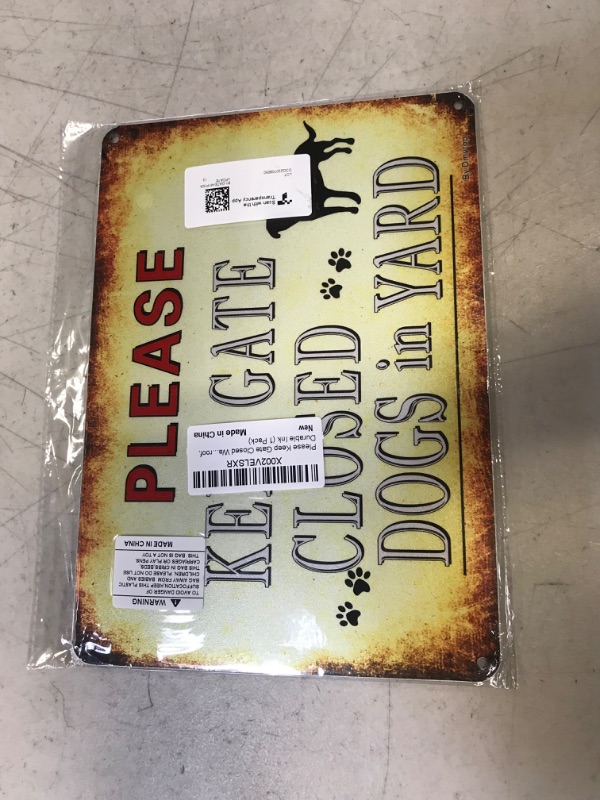 PLEASE
KEEP GATE
CLOSED
DOGS in YARD
Scan with the
Transparency App
X002VELSXR
Please Keep Gate Closed Wa...roof,
Durable Ink (1 Pack)
New
Made in China
WARNING
TO AVOID DANGER OF
SUFFOCATION,KEEP THIS PLASTIC
BAG AWAY FROM BABIES AND
CHILDREN. PLEASE DO NOT USE
THIS BAG IN CRIBS,BEDS,
CARRIAGES OR PLAY PENS.
THIS BAG IS NOT A TOY
MADE IN CHINA